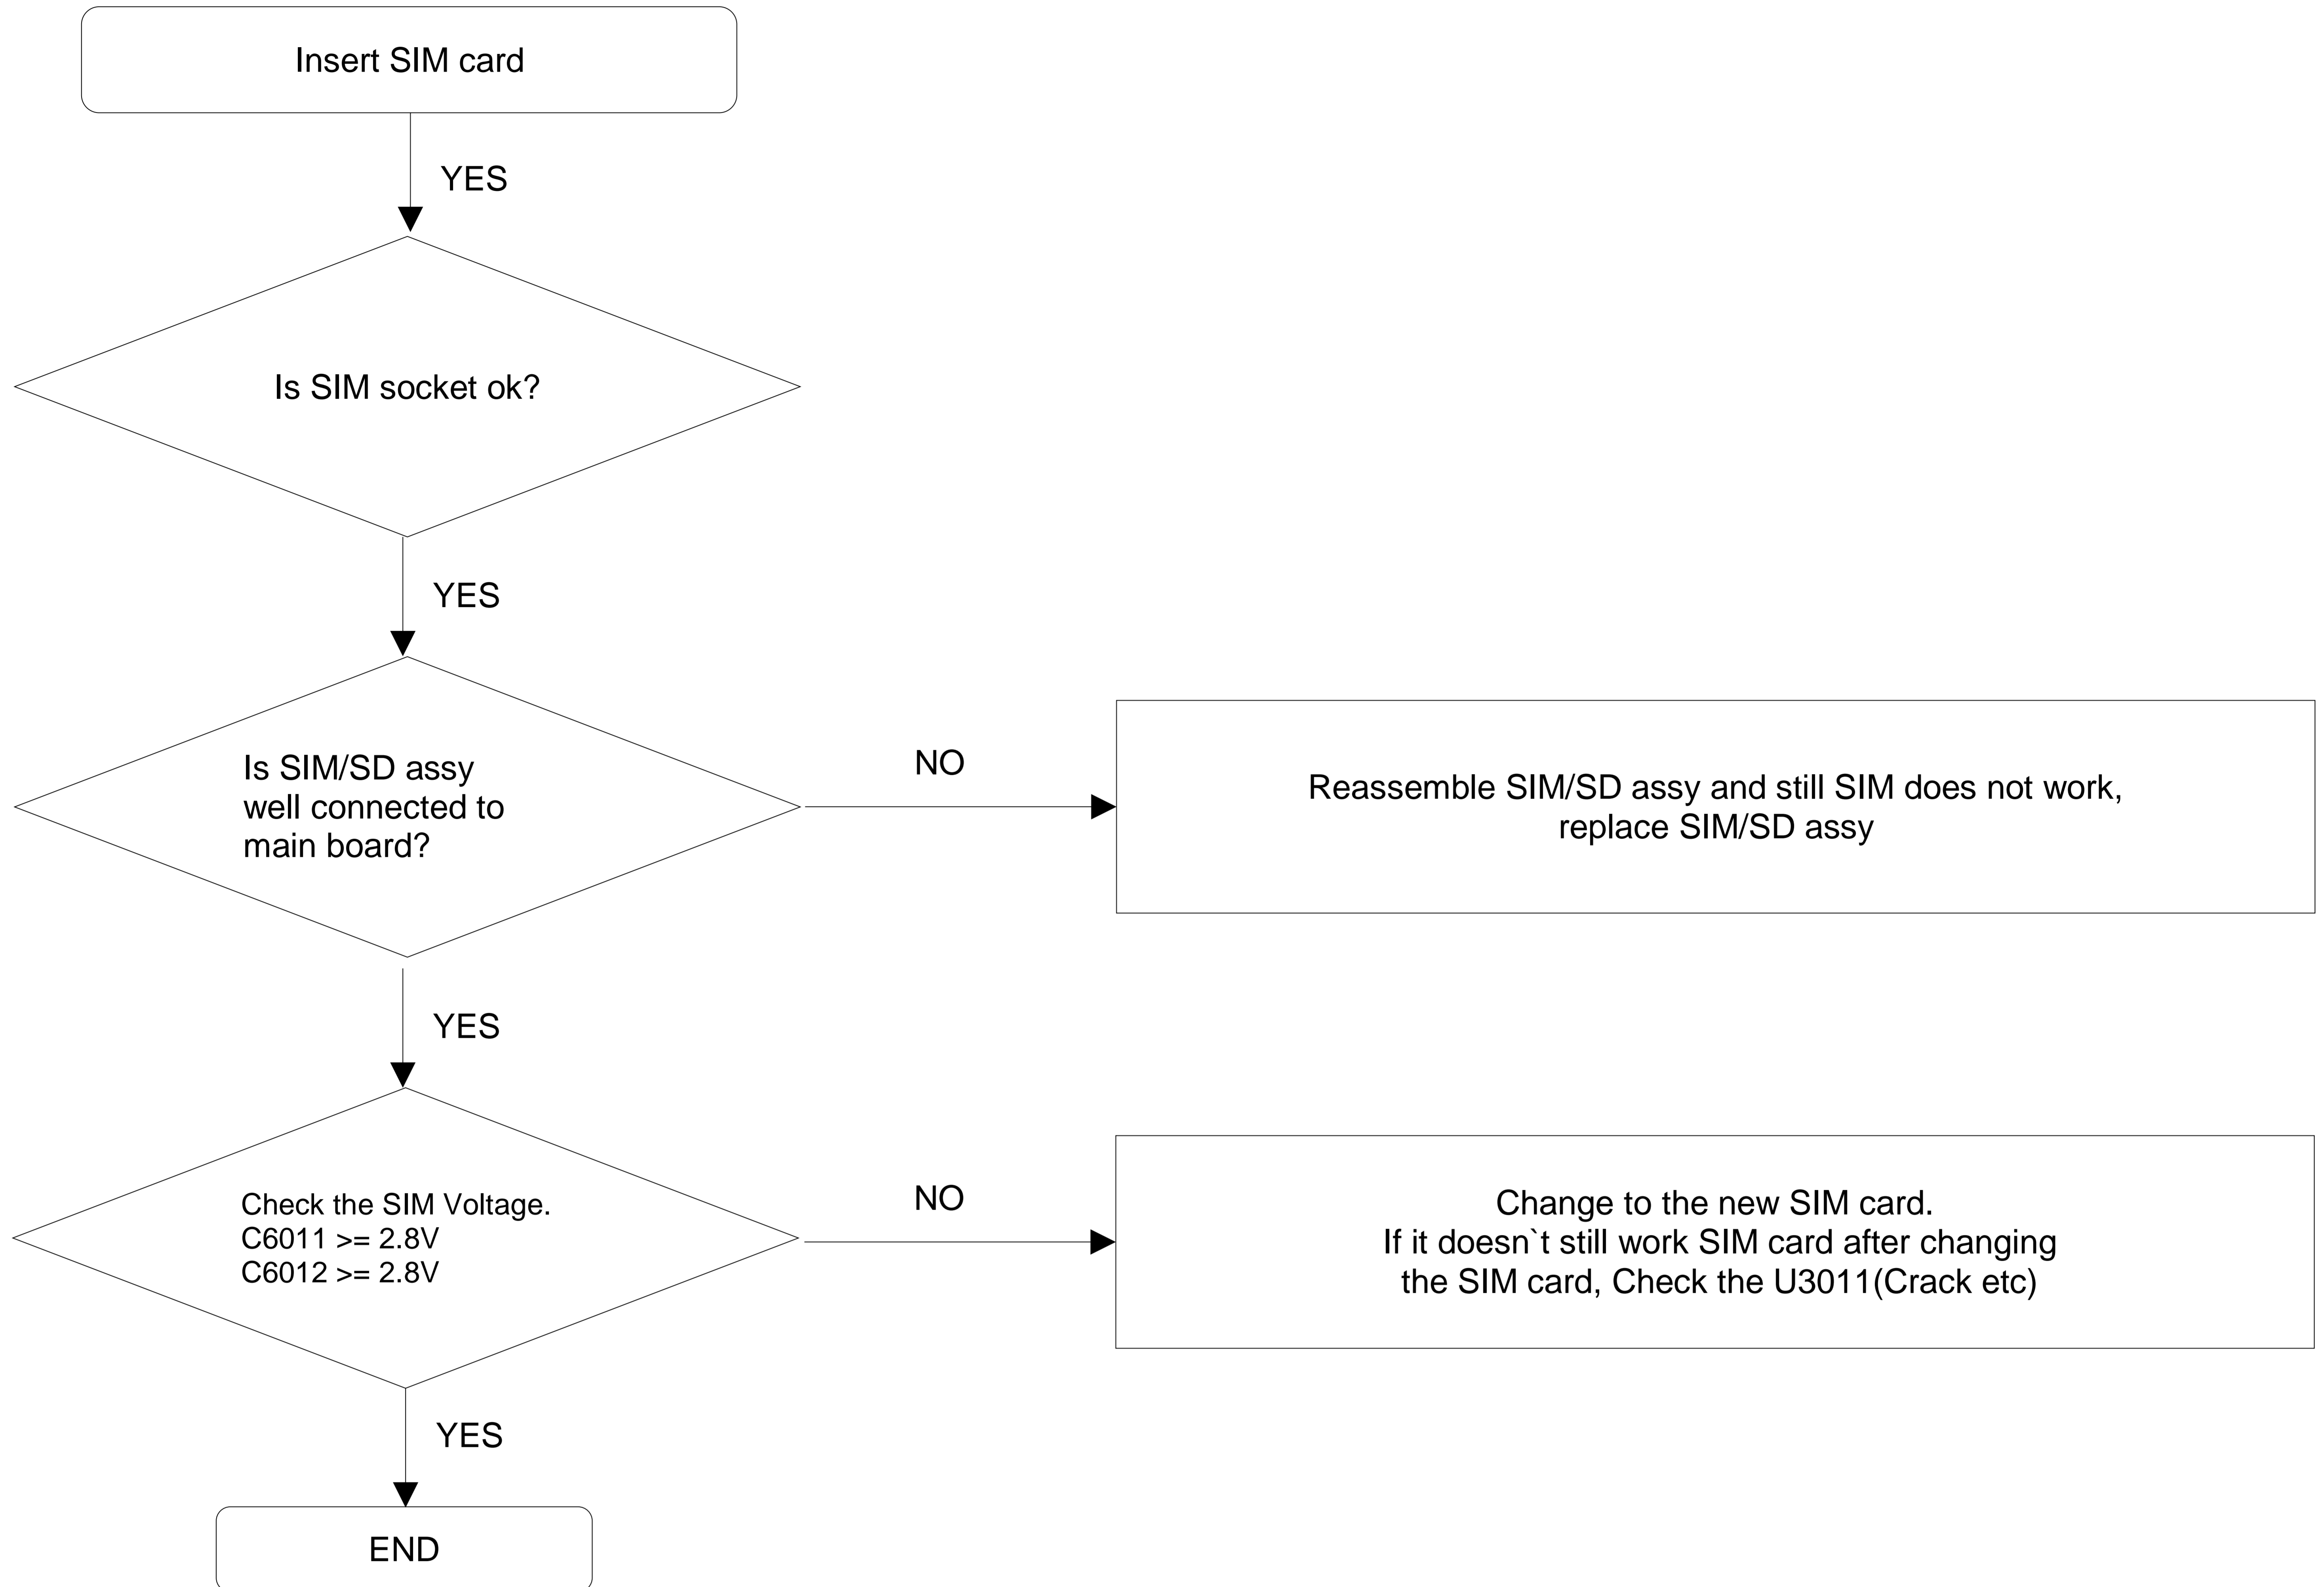 Insert SIM card
YES
Is SIM socket ok?
YES
Is SIM/SD assy
well connected to
main board?
NO
Reassemble SIM/SD assy and still SIM does not work,
replace SIM/SD assy
YES
Check the SIM Voltage.
C6011 >= 2.8V
C6012 >= 2.8V
NO
Change to the new SIM card.
If it doesn`t still work SIM card after changing
the SIM card, Check the U3011(Crack etc)
YES
END